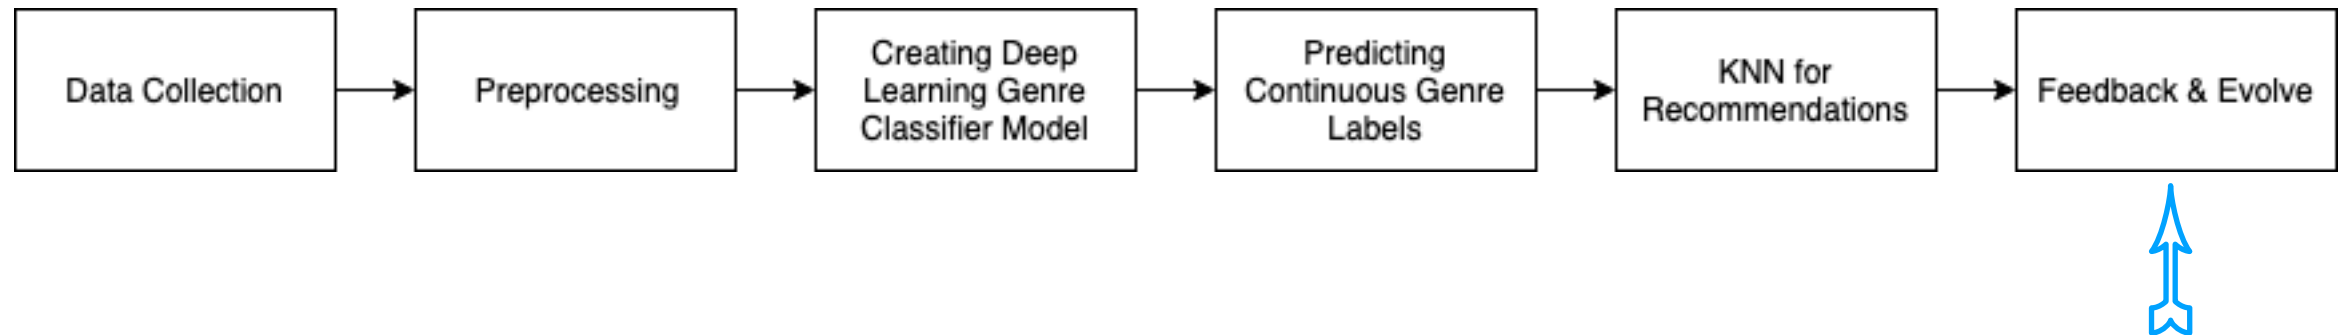 Data Collection
Preprocessing
Creating Deep
Learning Genre
Classifier Model
Predicting
Continuous Genre
Labels
KNN for
Recommendations
Feedback & Evolve